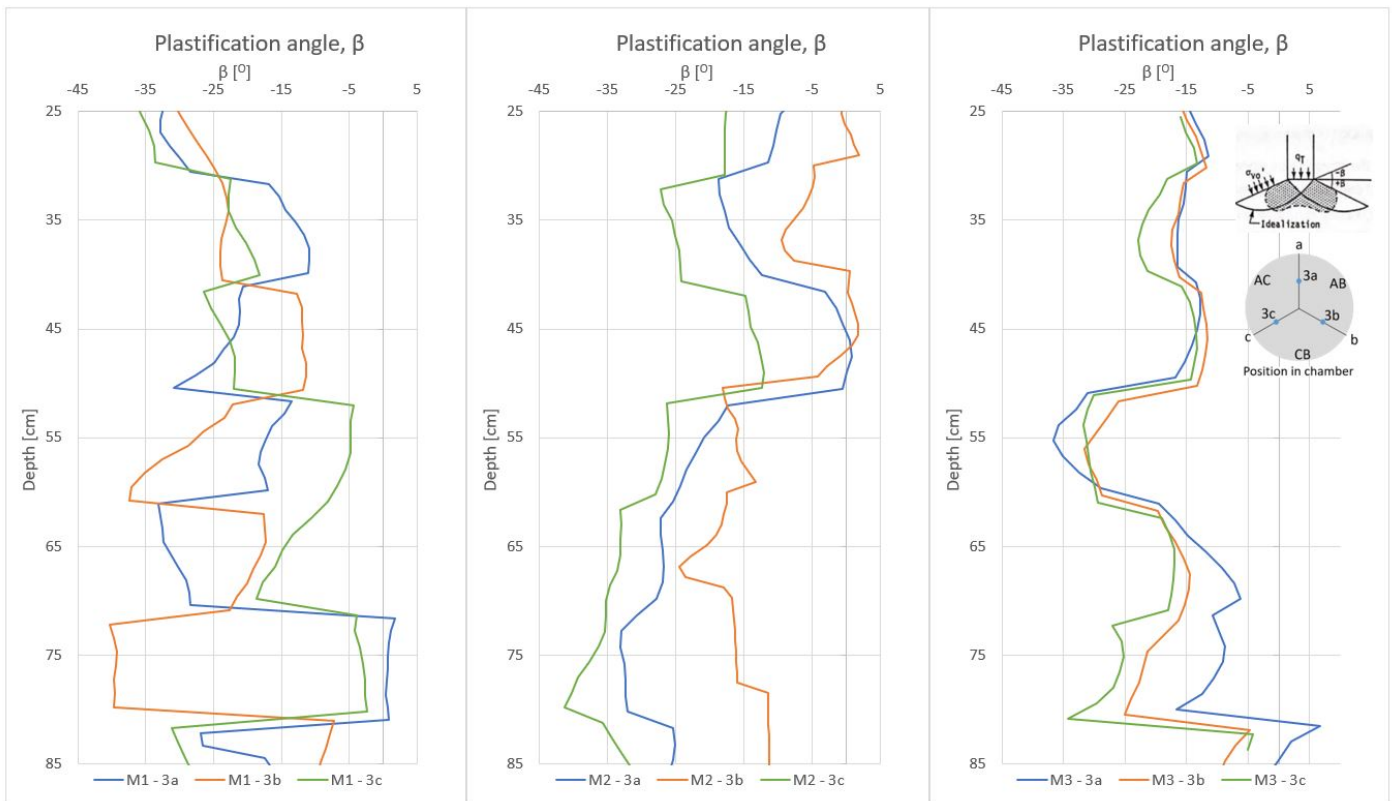 Plastification angle, β
β [⁰]
-45 -35 -25 -15 -5 5
25
35
45
55
65
75
85
Depth [cm]
M1 - 3a M1 - 3b M1 - 3c
Plastification angle, β
β [⁰]
-45 -35 -25 -15 -5 5
25
35
45
55
65
75
85
Depth [cm]
M2 - 3a M2 - 3b M2 - 3c
Plastification angle, β
β [⁰]
-45 -35 -25 -15 -5 5
25
35
45
55
65
75
85
Depth [cm]
qT
σvo'
-β
+β
Idealization
a
3a
AC AB
3c 3b
c b
CB
Position in chamber
M3 - 3a M3 - 3b M3 - 3c